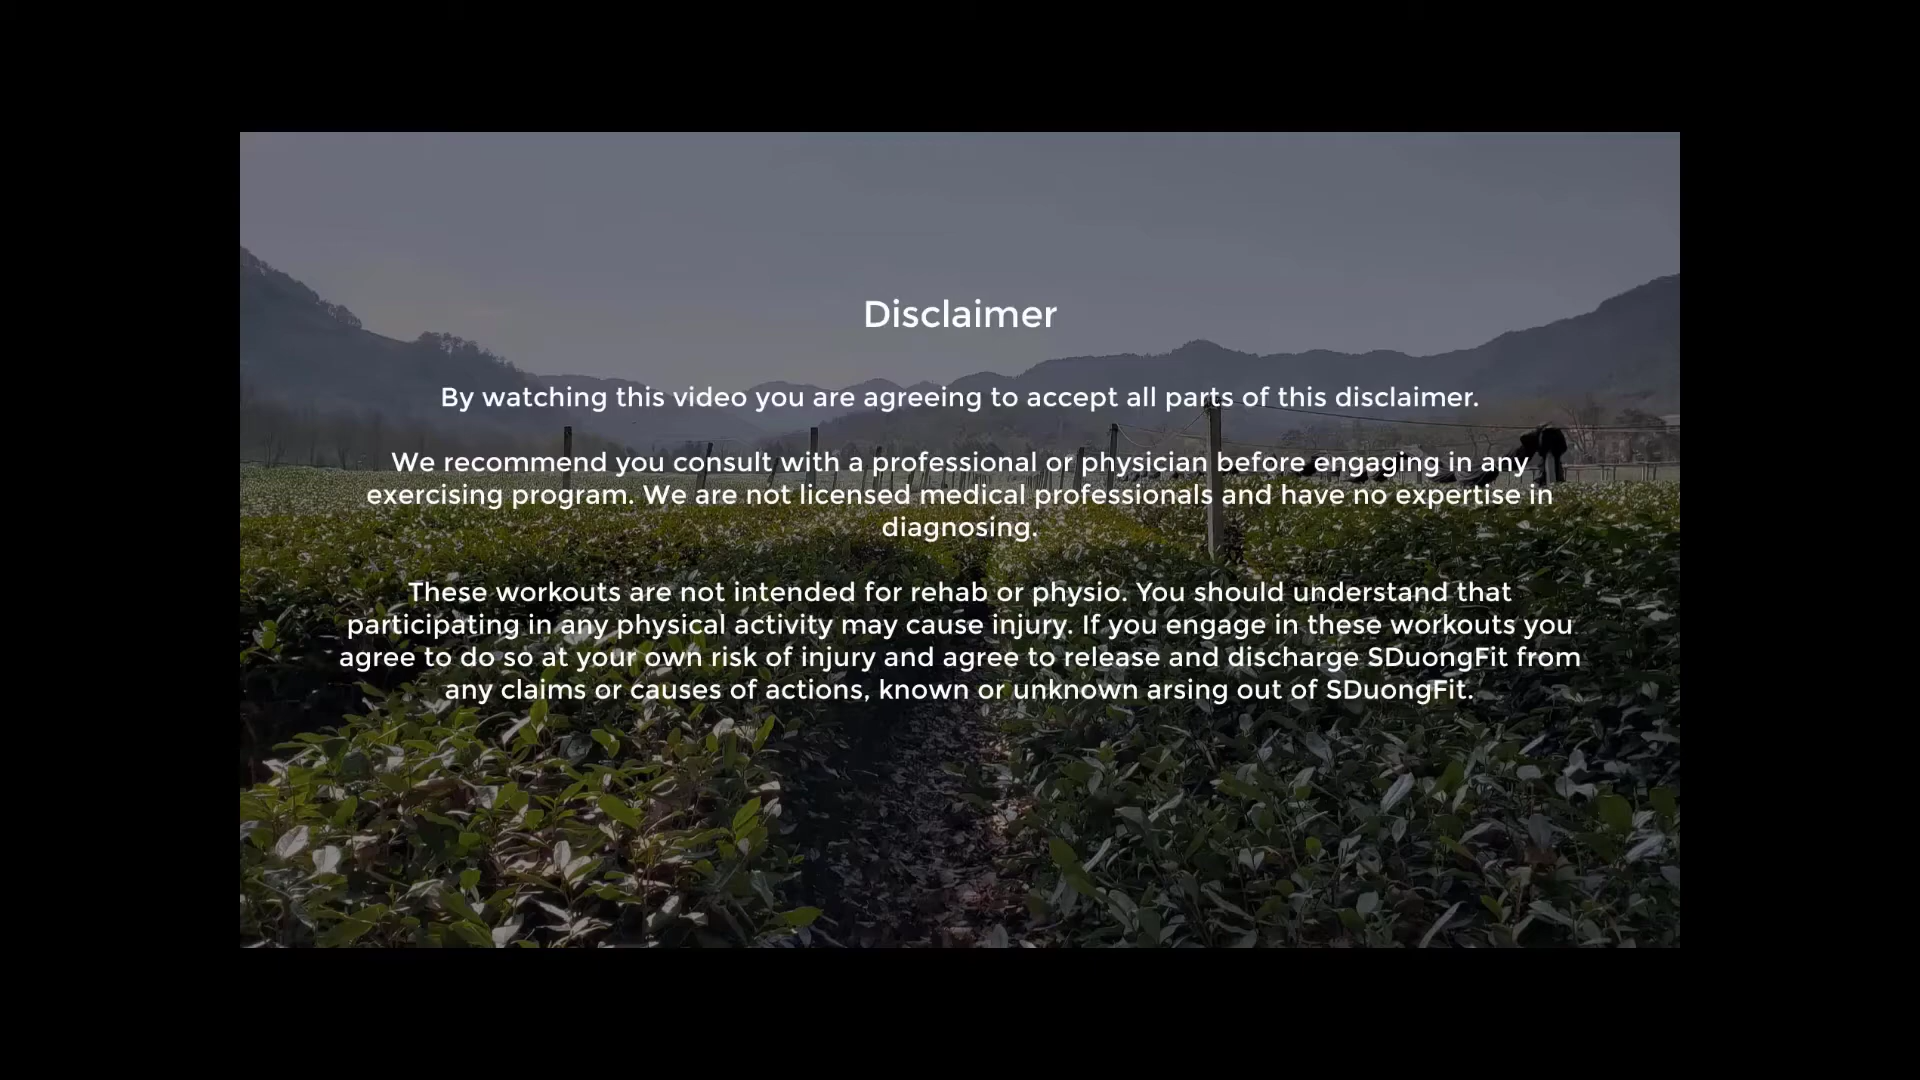 Disclaimer
By watching this video you are agreeing to accept all parts of this disclaimer.
We recommend you consult with a professional or physician before engaging in any
exercising program. We are not licensed medical professionals and have no expertise in
diagnosing.
These workouts are not intended for rehab or physio. You should understand that
participating in any physical activity may cause injury. If you engage in these workouts you
agree to do so at your own risk of injury and agree to release and discharge SDuongFit from
any claims or causes of actions, known or unknown arsing out of SDuongFit.